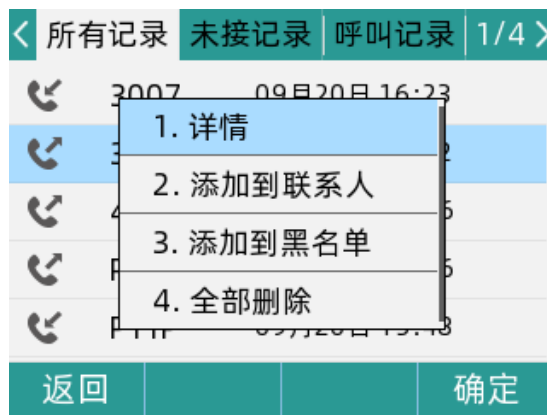 所有记录 未接记录 呼叫记录 1/4
3007 09月20日 16:23
1. 详情
2. 添加到联系人
3. 添加到黑名单
4. 全部删除
返回 确定